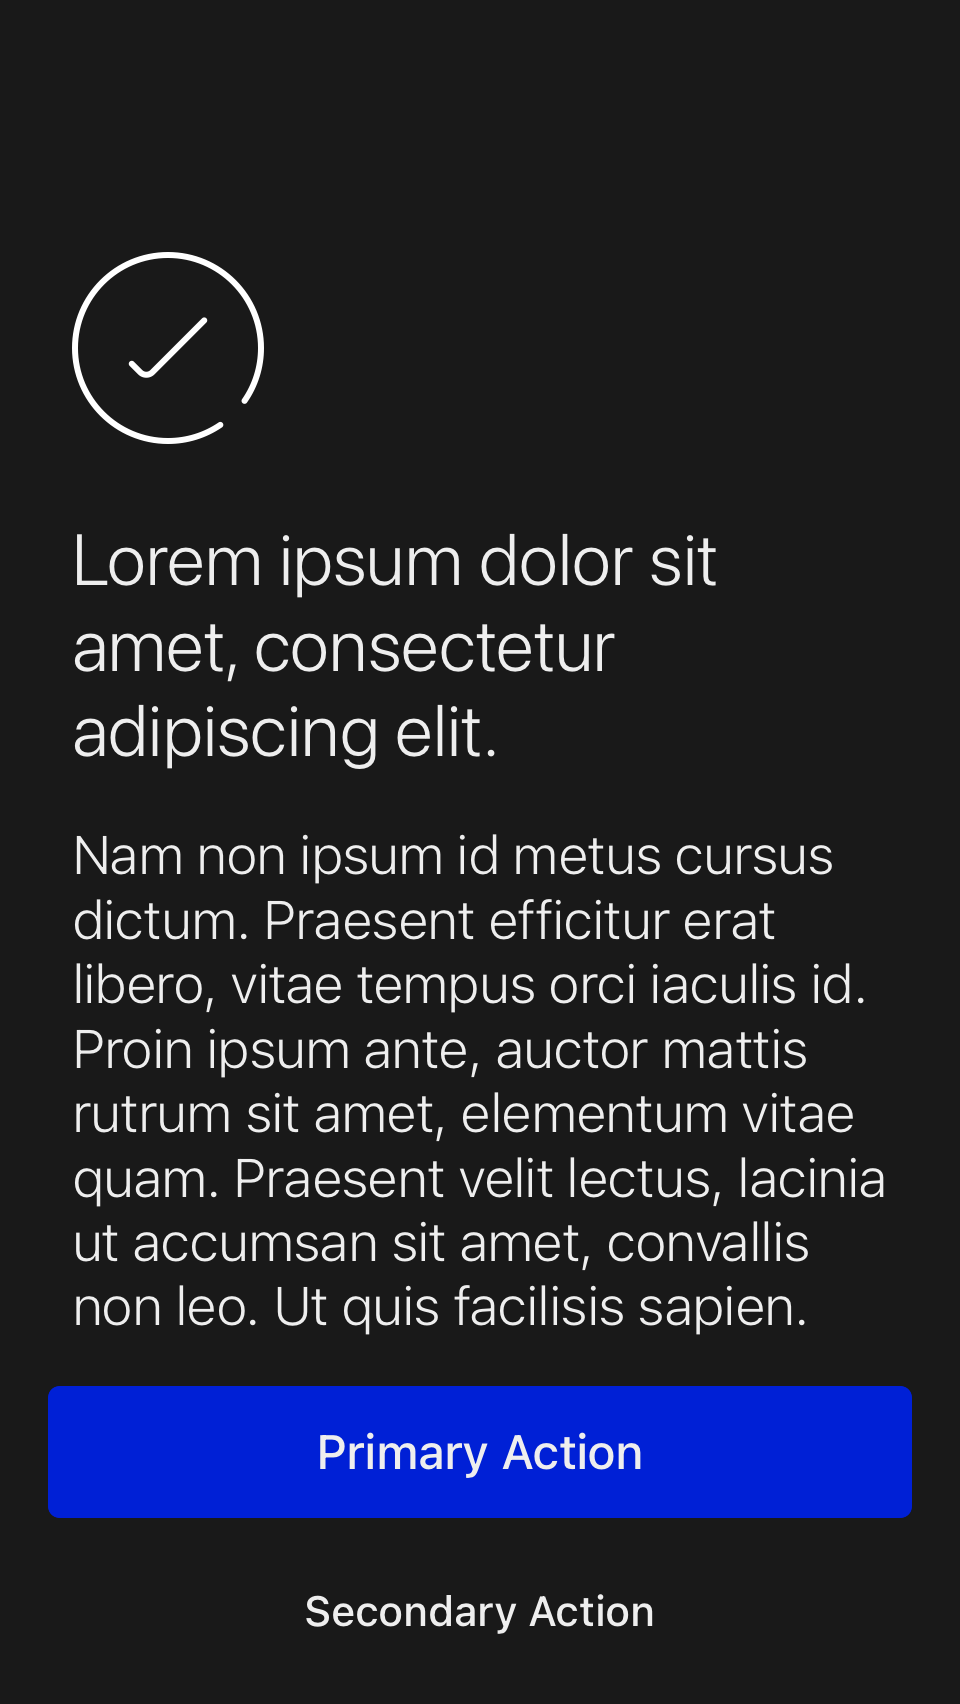 Lorem ipsum dolor sit
amet, consectetur
adipiscing elit.
Nam non ipsum id metus cursus
dictum. Praesent efficitur erat
libero, vitae tempus orci iaculis id.
Proin ipsum ante, auctor mattis
rutrum sit amet, elementum vitae
quam. Praesent velit lectus, lacinia
ut accumsan sit amet, convallis
non leo. Ut quis facilisis sapien.
Primary Action
Secondary Action